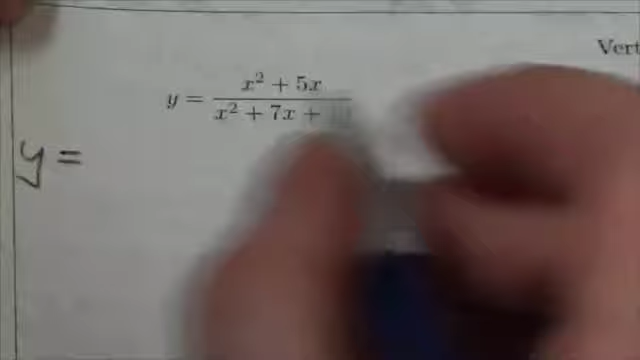 Vert
y = x² + 5x / x² + 7x +
y =